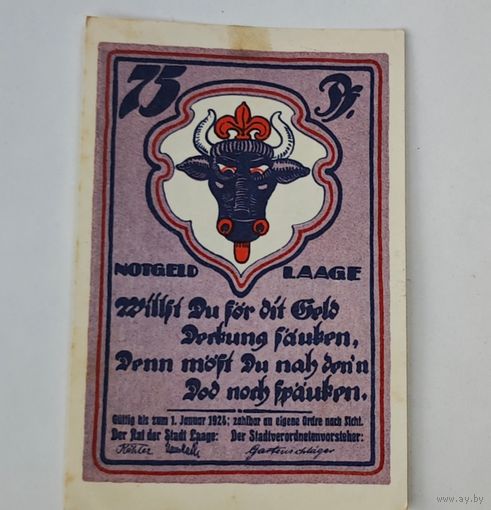 75 Pf.
NOTGELD LAAGE
Willst Du för dit Geld
Deckung säuken,
Denn möst Du nah den'n
Dod noch späuken.
Gültig bis zum 1. Januar 1924; zahlbar an eigene Ordre nach Sicht.
Der Rat der Stadt Laage: Der Stadtverordnetenvorsteher:
Köhler Gartenschläger
www.ay.by